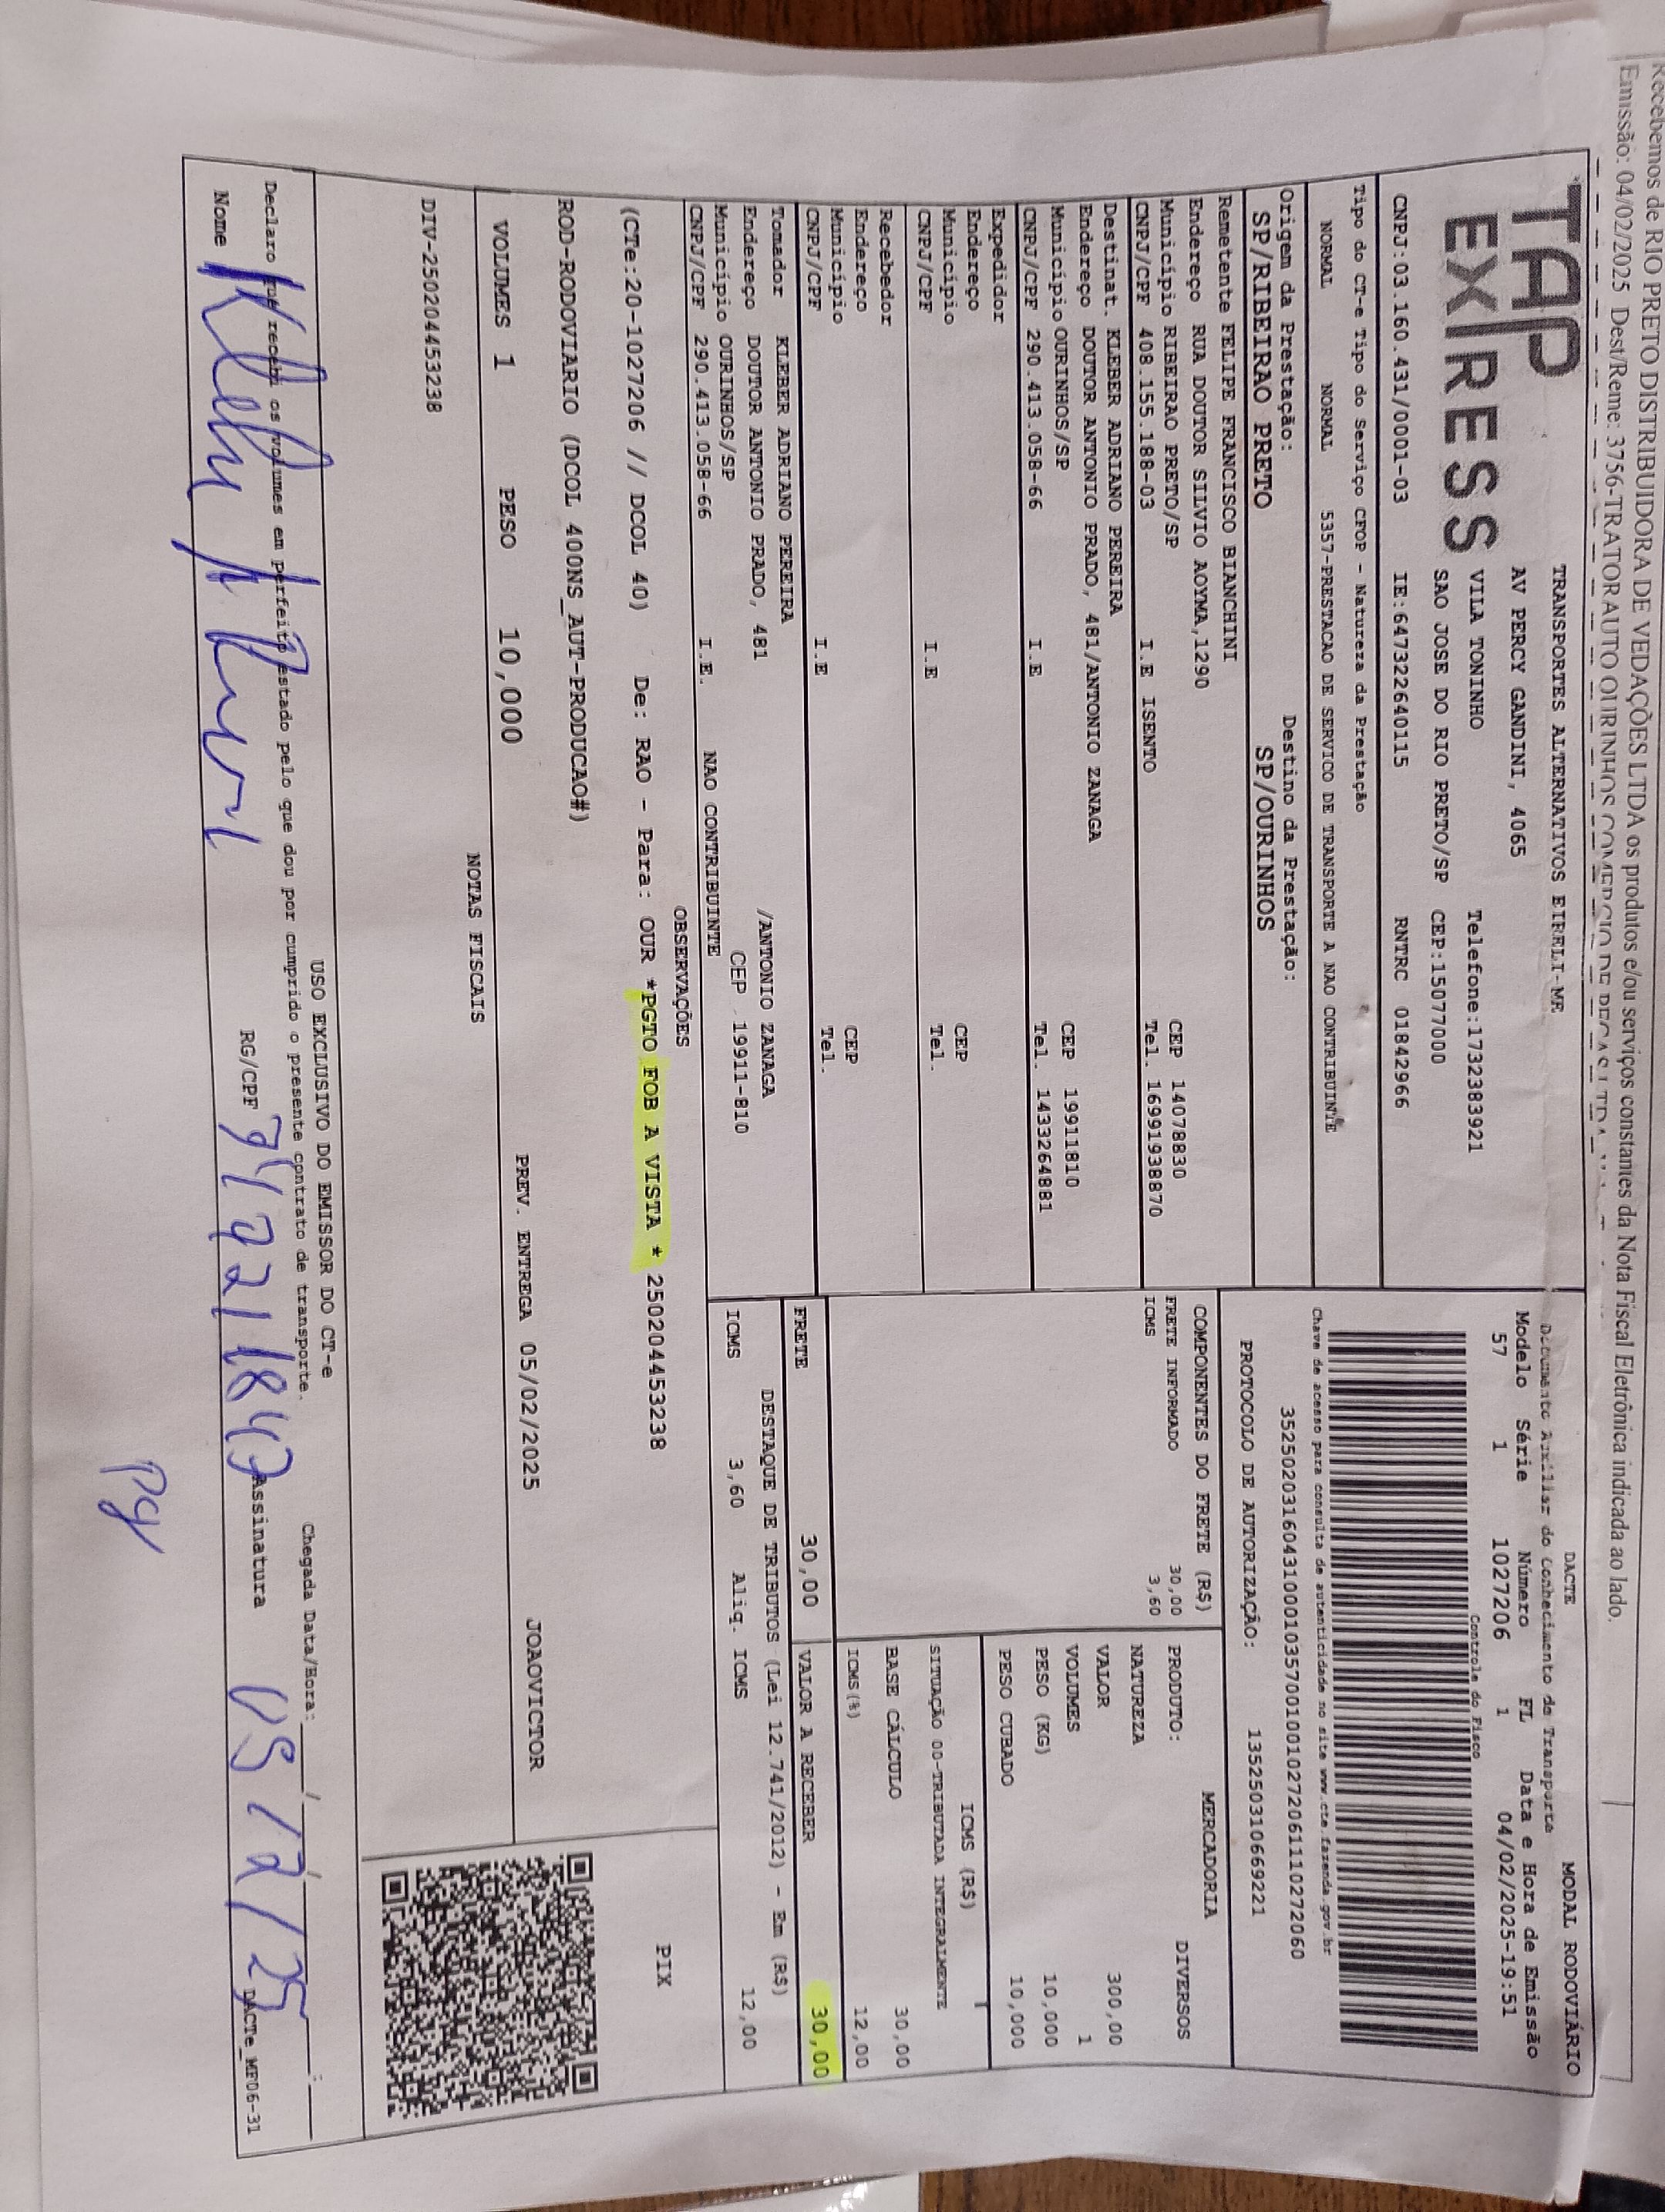 Recebemos de RIO PRETO DISTRIBUIDORA DE VEDAÇÕES LTDA os produtos e/ou serviços constantes da Nota Fiscal Eletrônica indicada ao lado.
Emissão: 04/02/2025 Dest/Reme: 3756-TRATORAUTO OURINHOS COMERCIO DE PECAS LTDA
TAP
EXPRESS
TRANSPORTES ALTERNATIVOS EIRELI-ME
AV PERCY GANDINI, 4065
VILA TONINHO Telefone:1732383921
SAO JOSE DO RIO PRETO/SP CEP:15077000
CNPJ:03.160.431/0001-03 IE:647322640115 RNTRC 01842966
DACTE MODAL RODOVIÁRIO
Documento Auxiliar do Conhecimento de Transporte
Modelo Série Número FL Data e Hora de Emissão
57 1 1027206 1 04/02/2025-19:51
Controle do Fisco
Chave de acesso para consulta de autenticidade no site www.cte.fazenda.gov.br
35250203160431000103570010010272061110272060
PROTOCOLO DE AUTORIZAÇÃO: 135250310669221
Tipo do CT-e Tipo do Serviço CFOP - Natureza da Prestação
NORMAL NORMAL 5357-PRESTACAO DE SERVICO DE TRANSPORTE A NAO CONTRIBUINTE
Origem da Prestação: Destino da Prestação:
SP/RIBEIRAO PRETO SP/OURINHOS
Remetente FELIPE FRANCISCO BIANCHINI
Endereço RUA DOUTOR SILVIO AOYMA,1290
Município RIBEIRAO PRETO/SP CEP 14078830
CNPJ/CPF 408.155.188-03 I.E ISENTO Tel. 16991938870
Destinat. KLEBER ADRIANO PEREIRA
Endereço DOUTOR ANTONIO PRADO, 481/ANTONIO ZANAGA
Município OURINHOS/SP CEP 19911810
CNPJ/CPF 290.413.058-66 I.E Tel. 1433264881
Expedidor
Endereço
Município CEP
CNPJ/CPF I.E Tel.
Recebedor
Endereço
Município CEP
CNPJ/CPF I.E Tel.
Tomador KLEBER ADRIANO PEREIRA
Endereço DOUTOR ANTONIO PRADO, 481 /ANTONIO ZANAGA
Município OURINHOS/SP CEP 19911-810
CNPJ/CPF 290.413.058-66 I.E. NAO CONTRIBUINTE
COMPONENTES DO FRETE (R$)
FRETE INFORMADO 30,00
ICMS 3,60
MERCADORIA
PRODUTO: DIVERSOS
NATUREZA
VALOR 300,00
VOLUMES 1
PESO (KG) 10,000
PESO CUBADO 10,000
ICMS (R$)
SITUAÇÃO 00-TRIBUTADA INTEGRALMENTE
BASE CÁLCULO 30,00
ICMS(%) 12,00
FRETE 30,00 VALOR A RECEBER 30,00
DESTAQUE DE TRIBUTOS (Lei 12.741/2012) - Em (R$)
ICMS 3,60 Aliq. ICMS 12,00
OBSERVAÇÕES
(CTe:20-1027206 // DCOL 40) De: RAO - Para: OUR *PGTO FOB A VISTA * 250204453238
PIX
ROD-RODOVIARIO (DCOL 400NS_AUT-PRODUCAO#)
VOLUMES 1 PESO 10,000 PREV. ENTREGA 05/02/2025 JOAOVICTOR
NOTAS FISCAIS
DIV-250204453238
USO EXCLUSIVO DO EMISSOR DO CT-e
Declaro que recebi os volumes em perfeito estado pelo que dou por cumprido o presente contrato de transporte. Chegada Data/Hora:___/___/___ __:__
Nome RG/CPF Assinatura 05/2/25
DACTe_MF06-31
pg